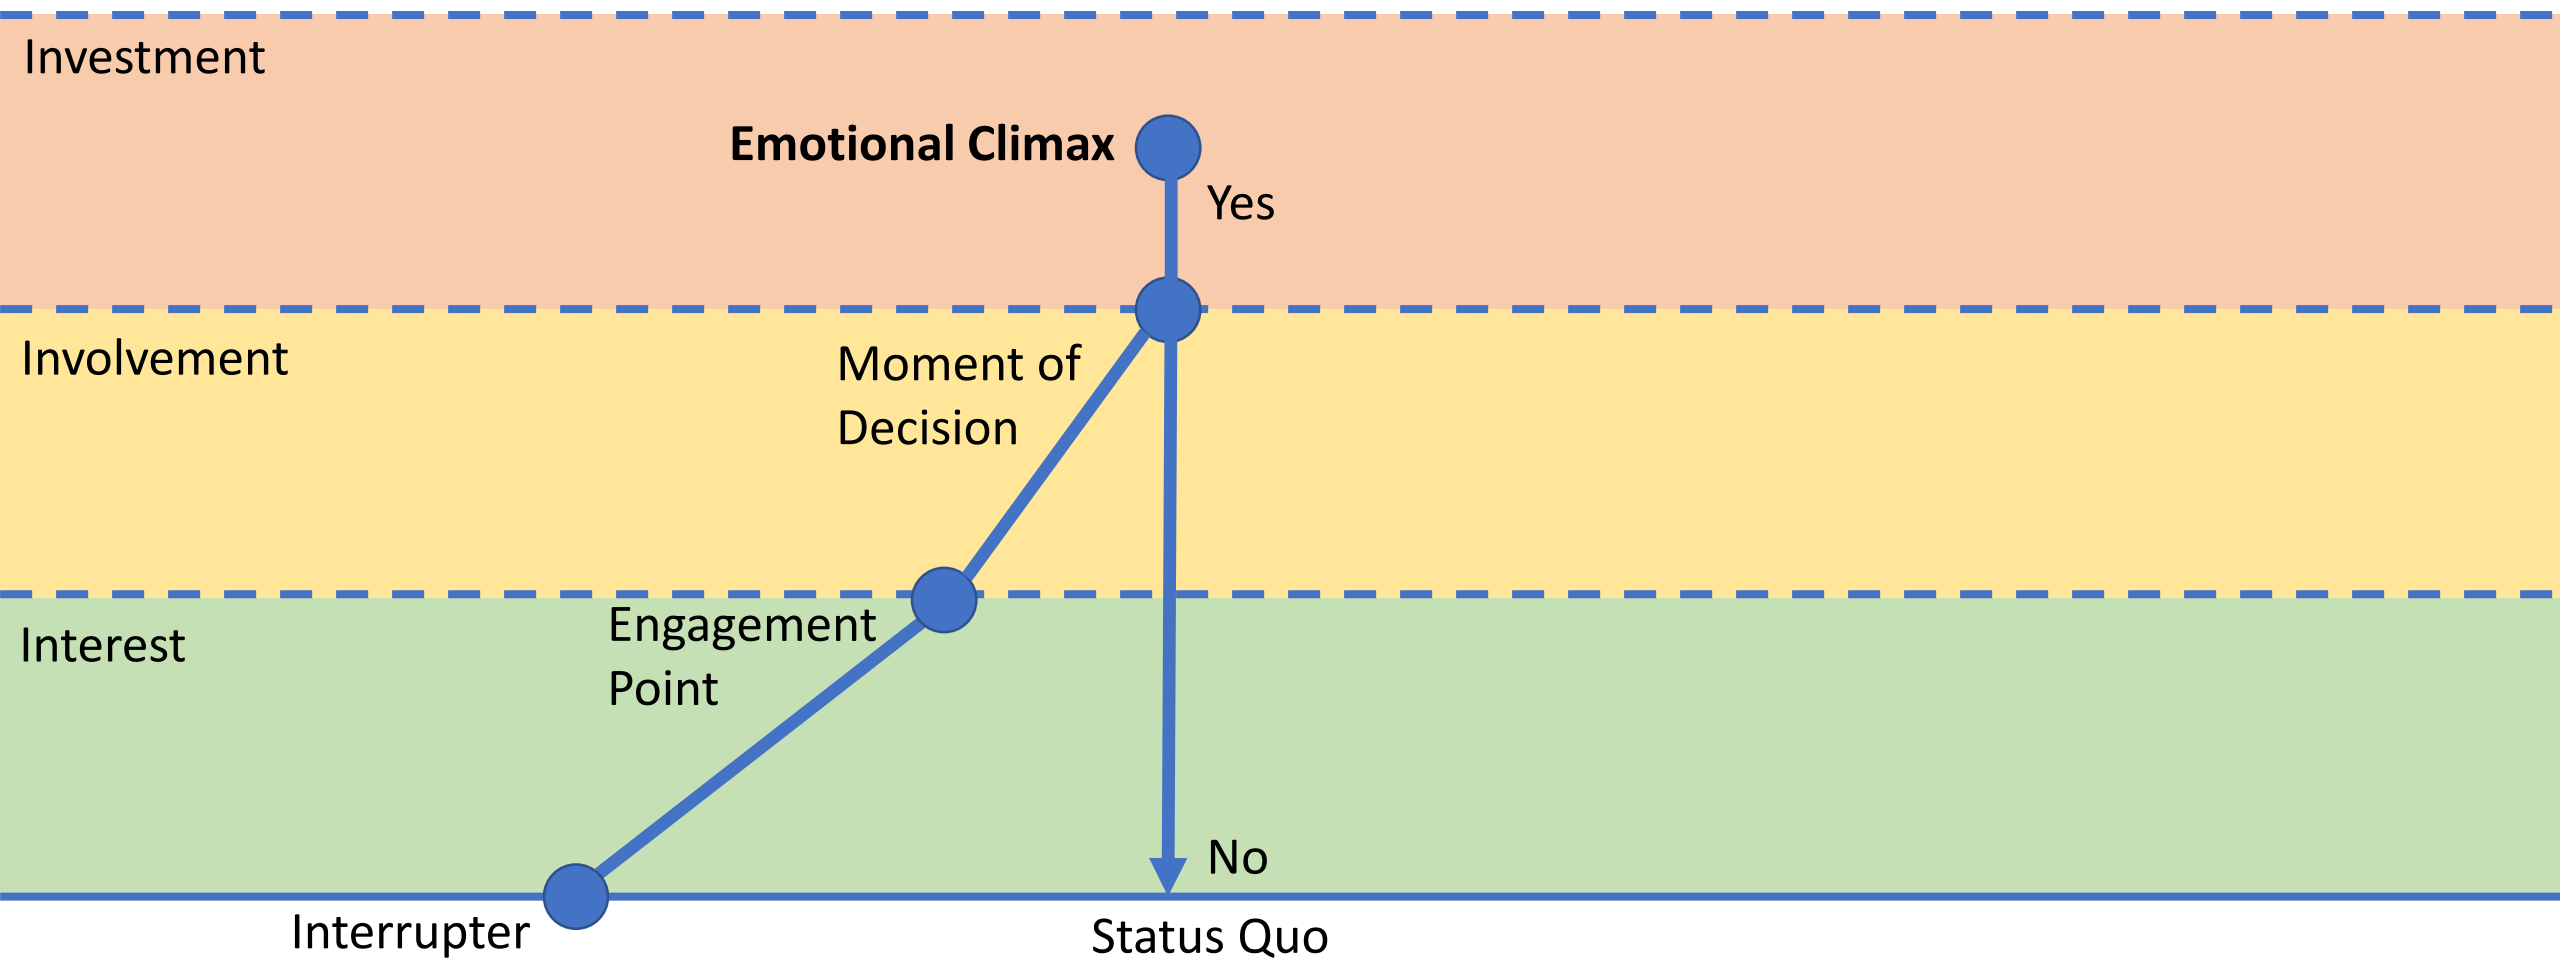 Investment
Emotional Climax
Yes
Involvement
Moment of
Decision
Engagement
Point
Interest
No
Interrupter
Status Quo